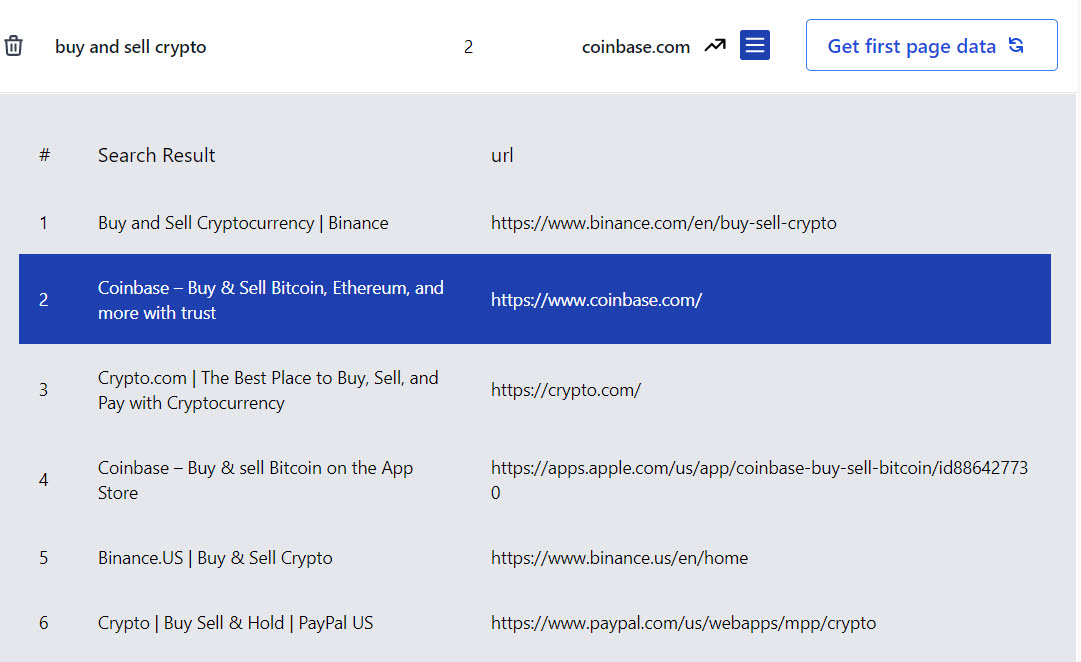 buy and sell crypto 2 coinbase.com Get first page data
# Search Result url
1 Buy and Sell Cryptocurrency | Binance https://www.binance.com/en/buy-sell-crypto
2 Coinbase – Buy & Sell Bitcoin, Ethereum, and
more with trust
https://www.coinbase.com/
3 Crypto.com | The Best Place to Buy, Sell, and
Pay with Cryptocurrency
https://crypto.com/
4 Coinbase – Buy & sell Bitcoin on the App
Store
https://apps.apple.com/us/app/coinbase-buy-sell-bitcoin/id88642773
0
5 Binance.US | Buy & Sell Crypto https://www.binance.us/en/home
6 Crypto | Buy Sell & Hold | PayPal US https://www.paypal.com/us/webapps/mpp/crypto